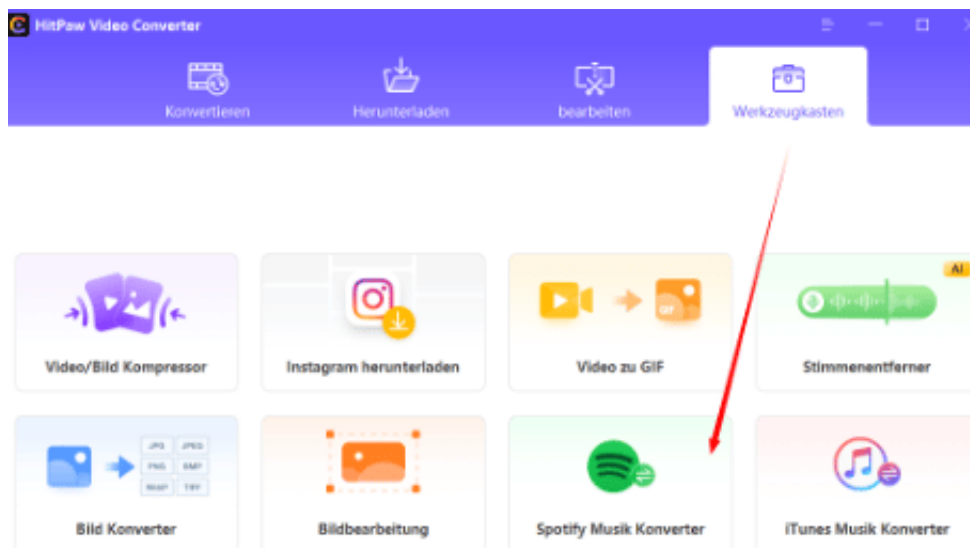 HitPaw Video Converter
Konvertieren
Herunterladen
bearbeiten
Werkzeugkasten
AI
Video/Bild Kompressor
Instagram herunterladen
Video zu GIF
Stimmenentferner
JPG JPEG
PNG BMP
WEBP TIFF
Bild Konverter
Bildbearbeitung
Spotify Musik Konverter
iTunes Musik Konverter